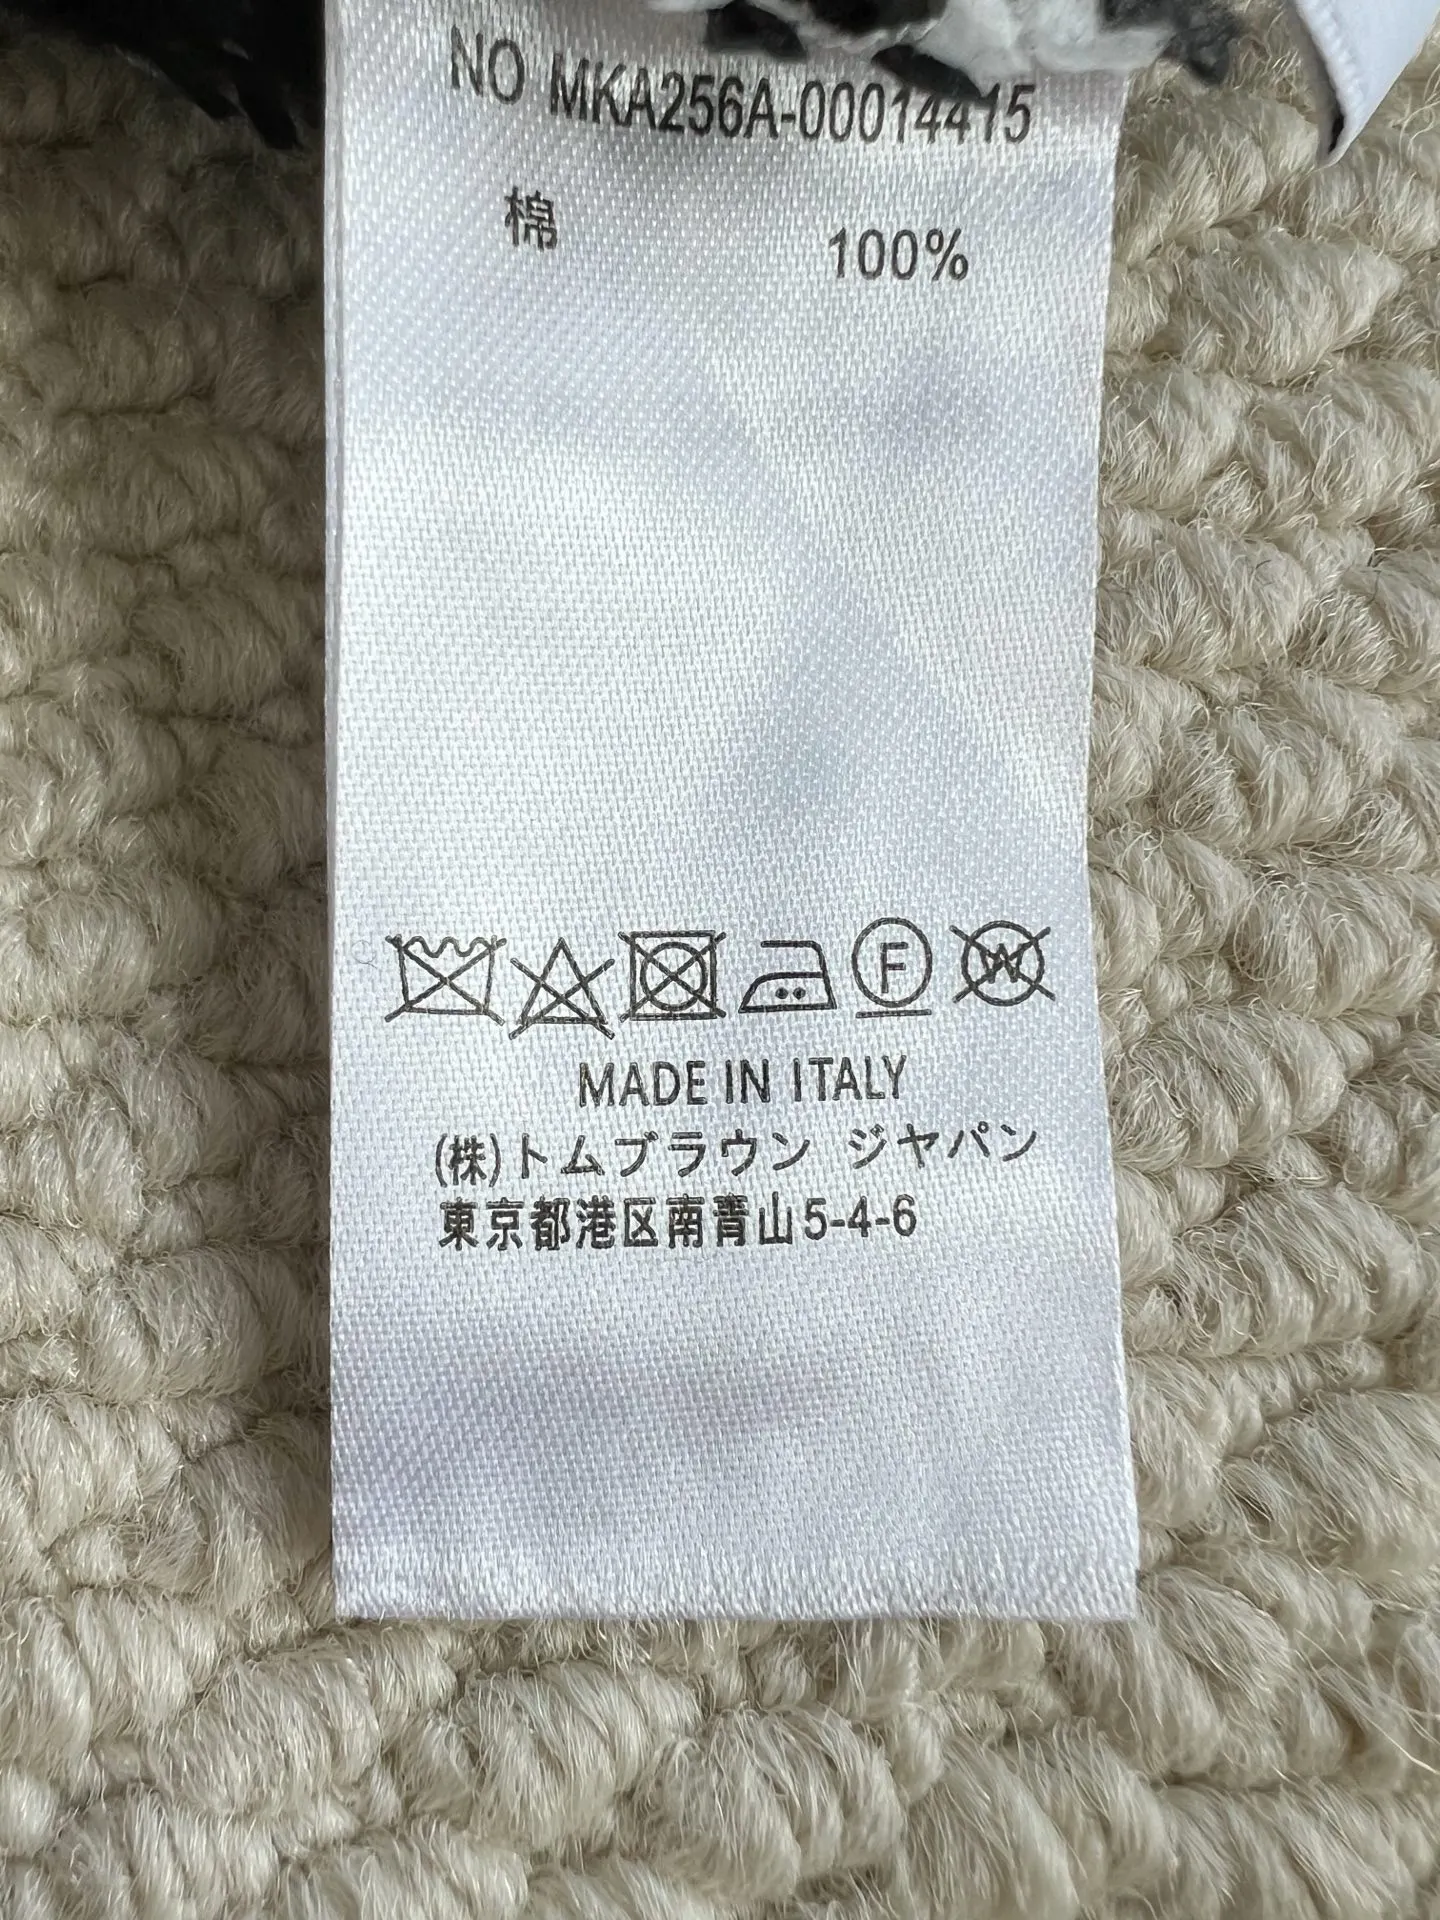 NO MKA256A-00014415
棉 100%
F W
MADE IN ITALY
(株)トムブラウン ジャパン
東京都港区南青山5-4-6